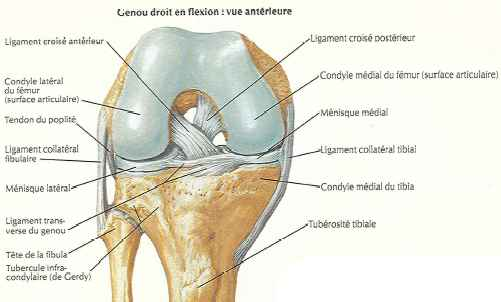 Genou droit en flexion : vue antérieure
Ligament croisé antérieur
Condyle latéral
du fémur
(surface articulaire)
Tendon du poplité
Ligament collatéral
fibulaire
Ménisque latéral
Ligament trans-
verse du genou
Tête de la fibula
Tubercule infra-
condylaire (de Gerdy)
Ligament croisé postérieur
Condyle médial du fémur (surface articulaire)
Ménisque médial
Ligament collatéral tibial
Condyle médial du tibia
Tubérosité tibiale